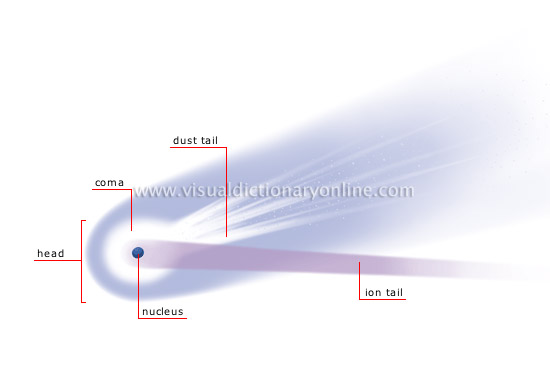 dust tail
coma
www.visualdictionaryonline.com
head
ion tail
nucleus